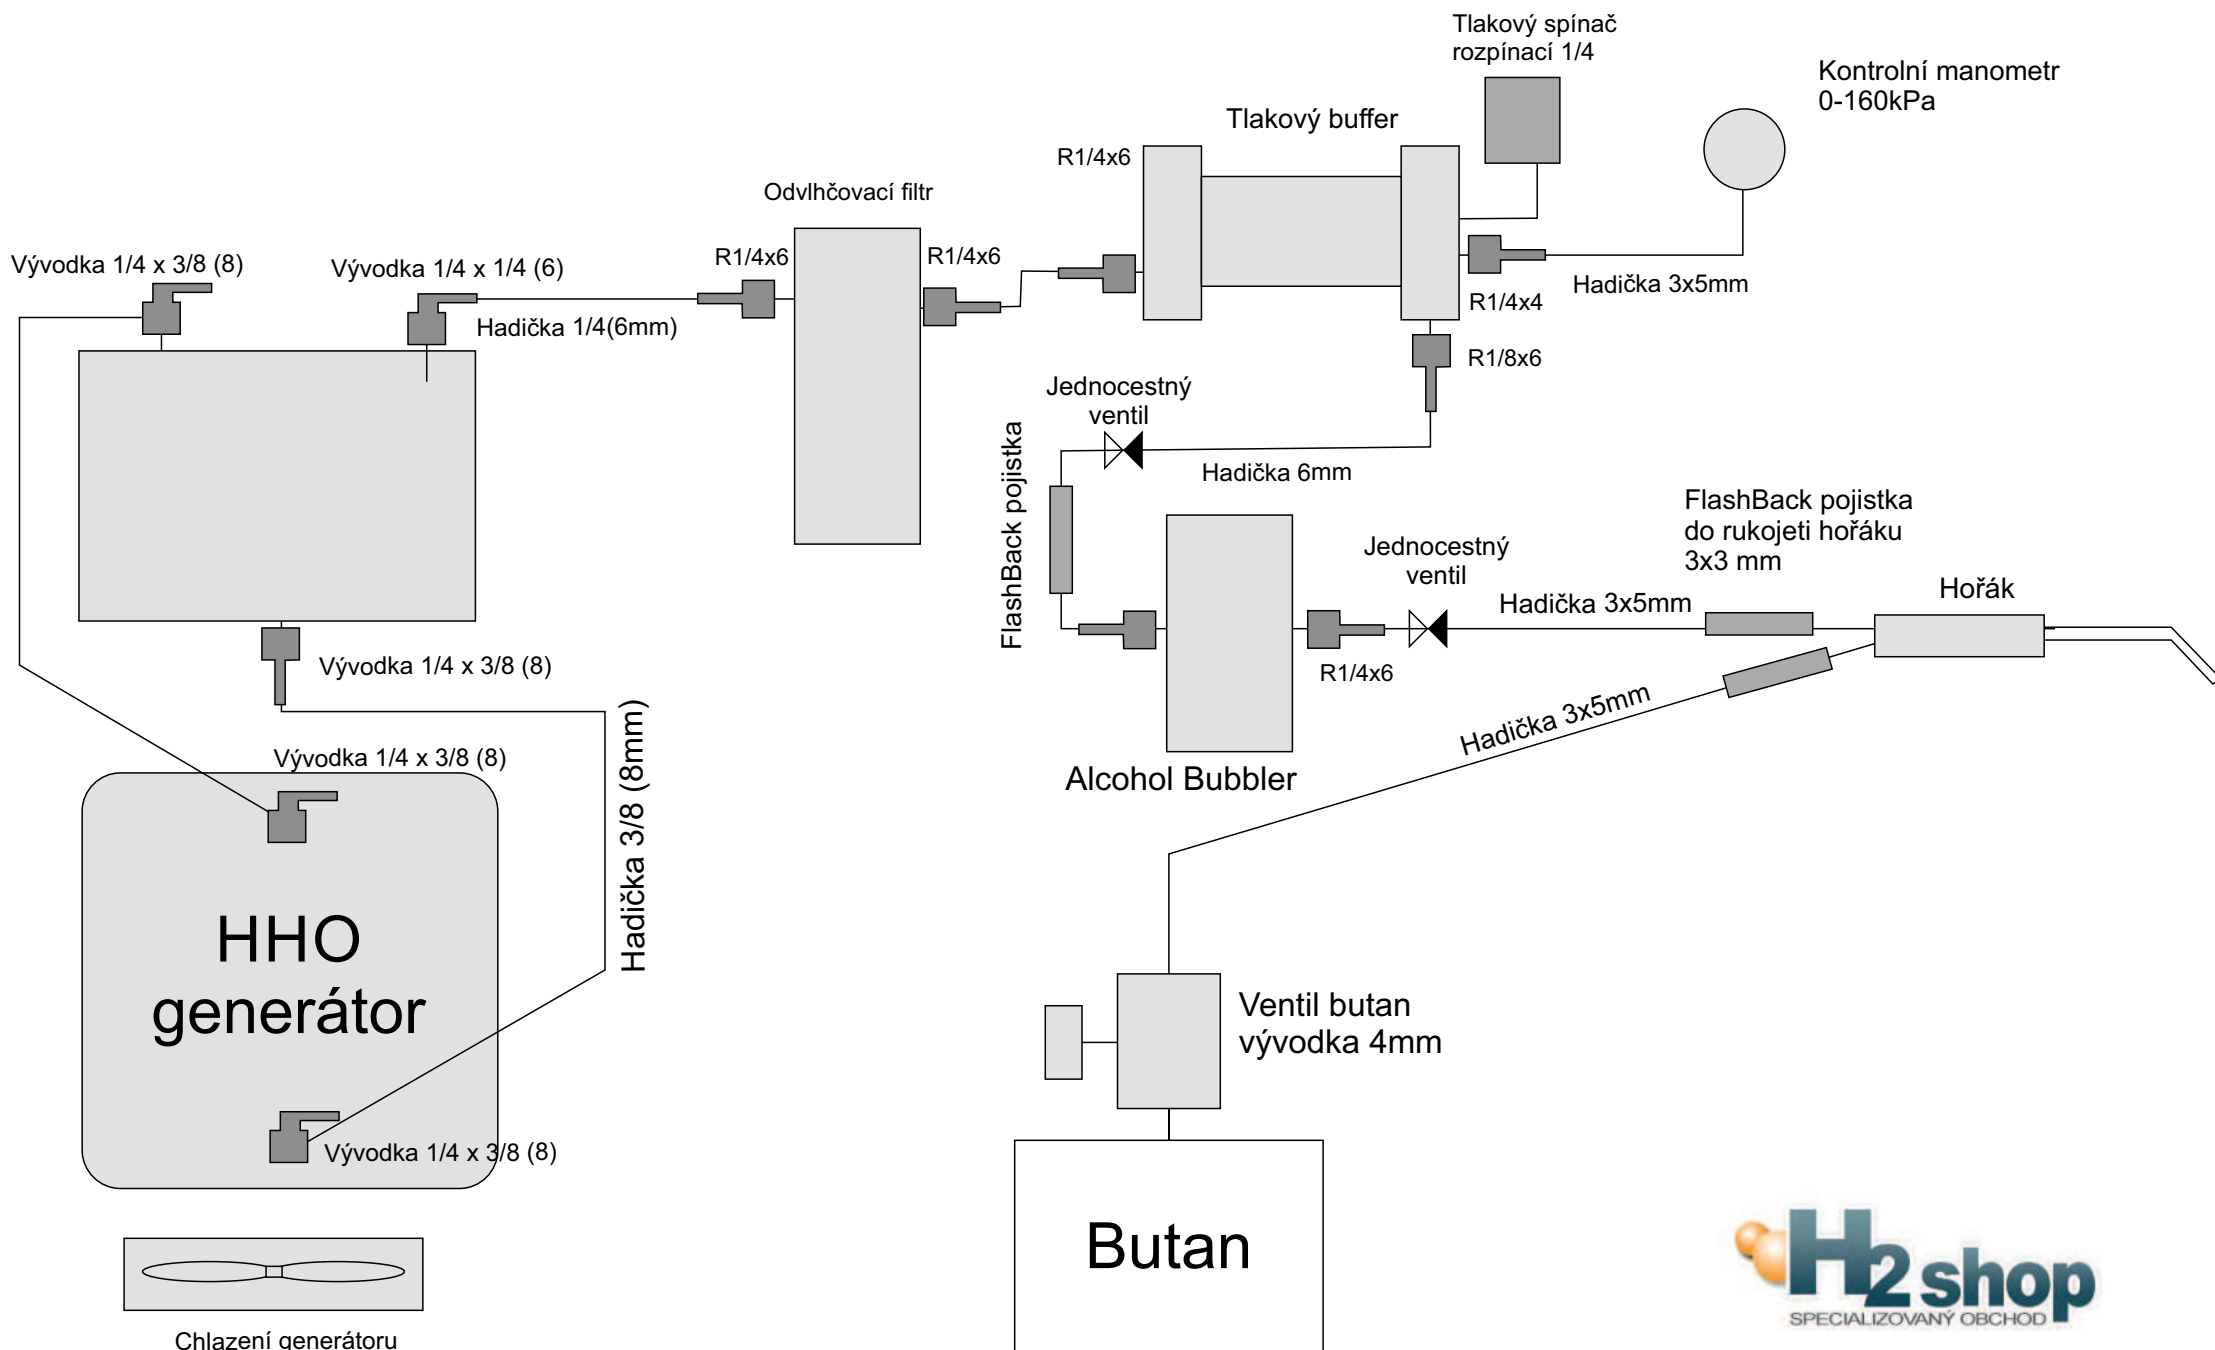 Tlakový spínač
rozpínací 1/4
Kontrolní manometr
0-160kPa
Tlakový buffer
R1/4x6
Odvlhčovací filtr
Vývodka 1/4 x 3/8 (8)
Vývodka 1/4 x 1/4 (6)
R1/4x6
R1/4x6
Hadička 3x5mm
R1/4x4
Hadička 1/4(6mm)
R1/8x6
Jednocestný
ventil
Hadička 6mm
FlashBack pojistka
FlashBack pojistka
do rukojeti hořáku
3x3 mm
Jednocestný
ventil
Hadička 3x5mm
Hořák
Vývodka 1/4 x 3/8 (8)
R1/4x6
Hadička 3x5mm
Hadička 3/8 (8mm)
Vývodka 1/4 x 3/8 (8)
Alcohol Bubbler
HHO
generátor
Ventil butan
vývodka 4mm
Vývodka 1/4 x 3/8 (8)
Butan
H2 shop
SPECIALIZOVANÝ OBCHOD
Chlazení generátoru